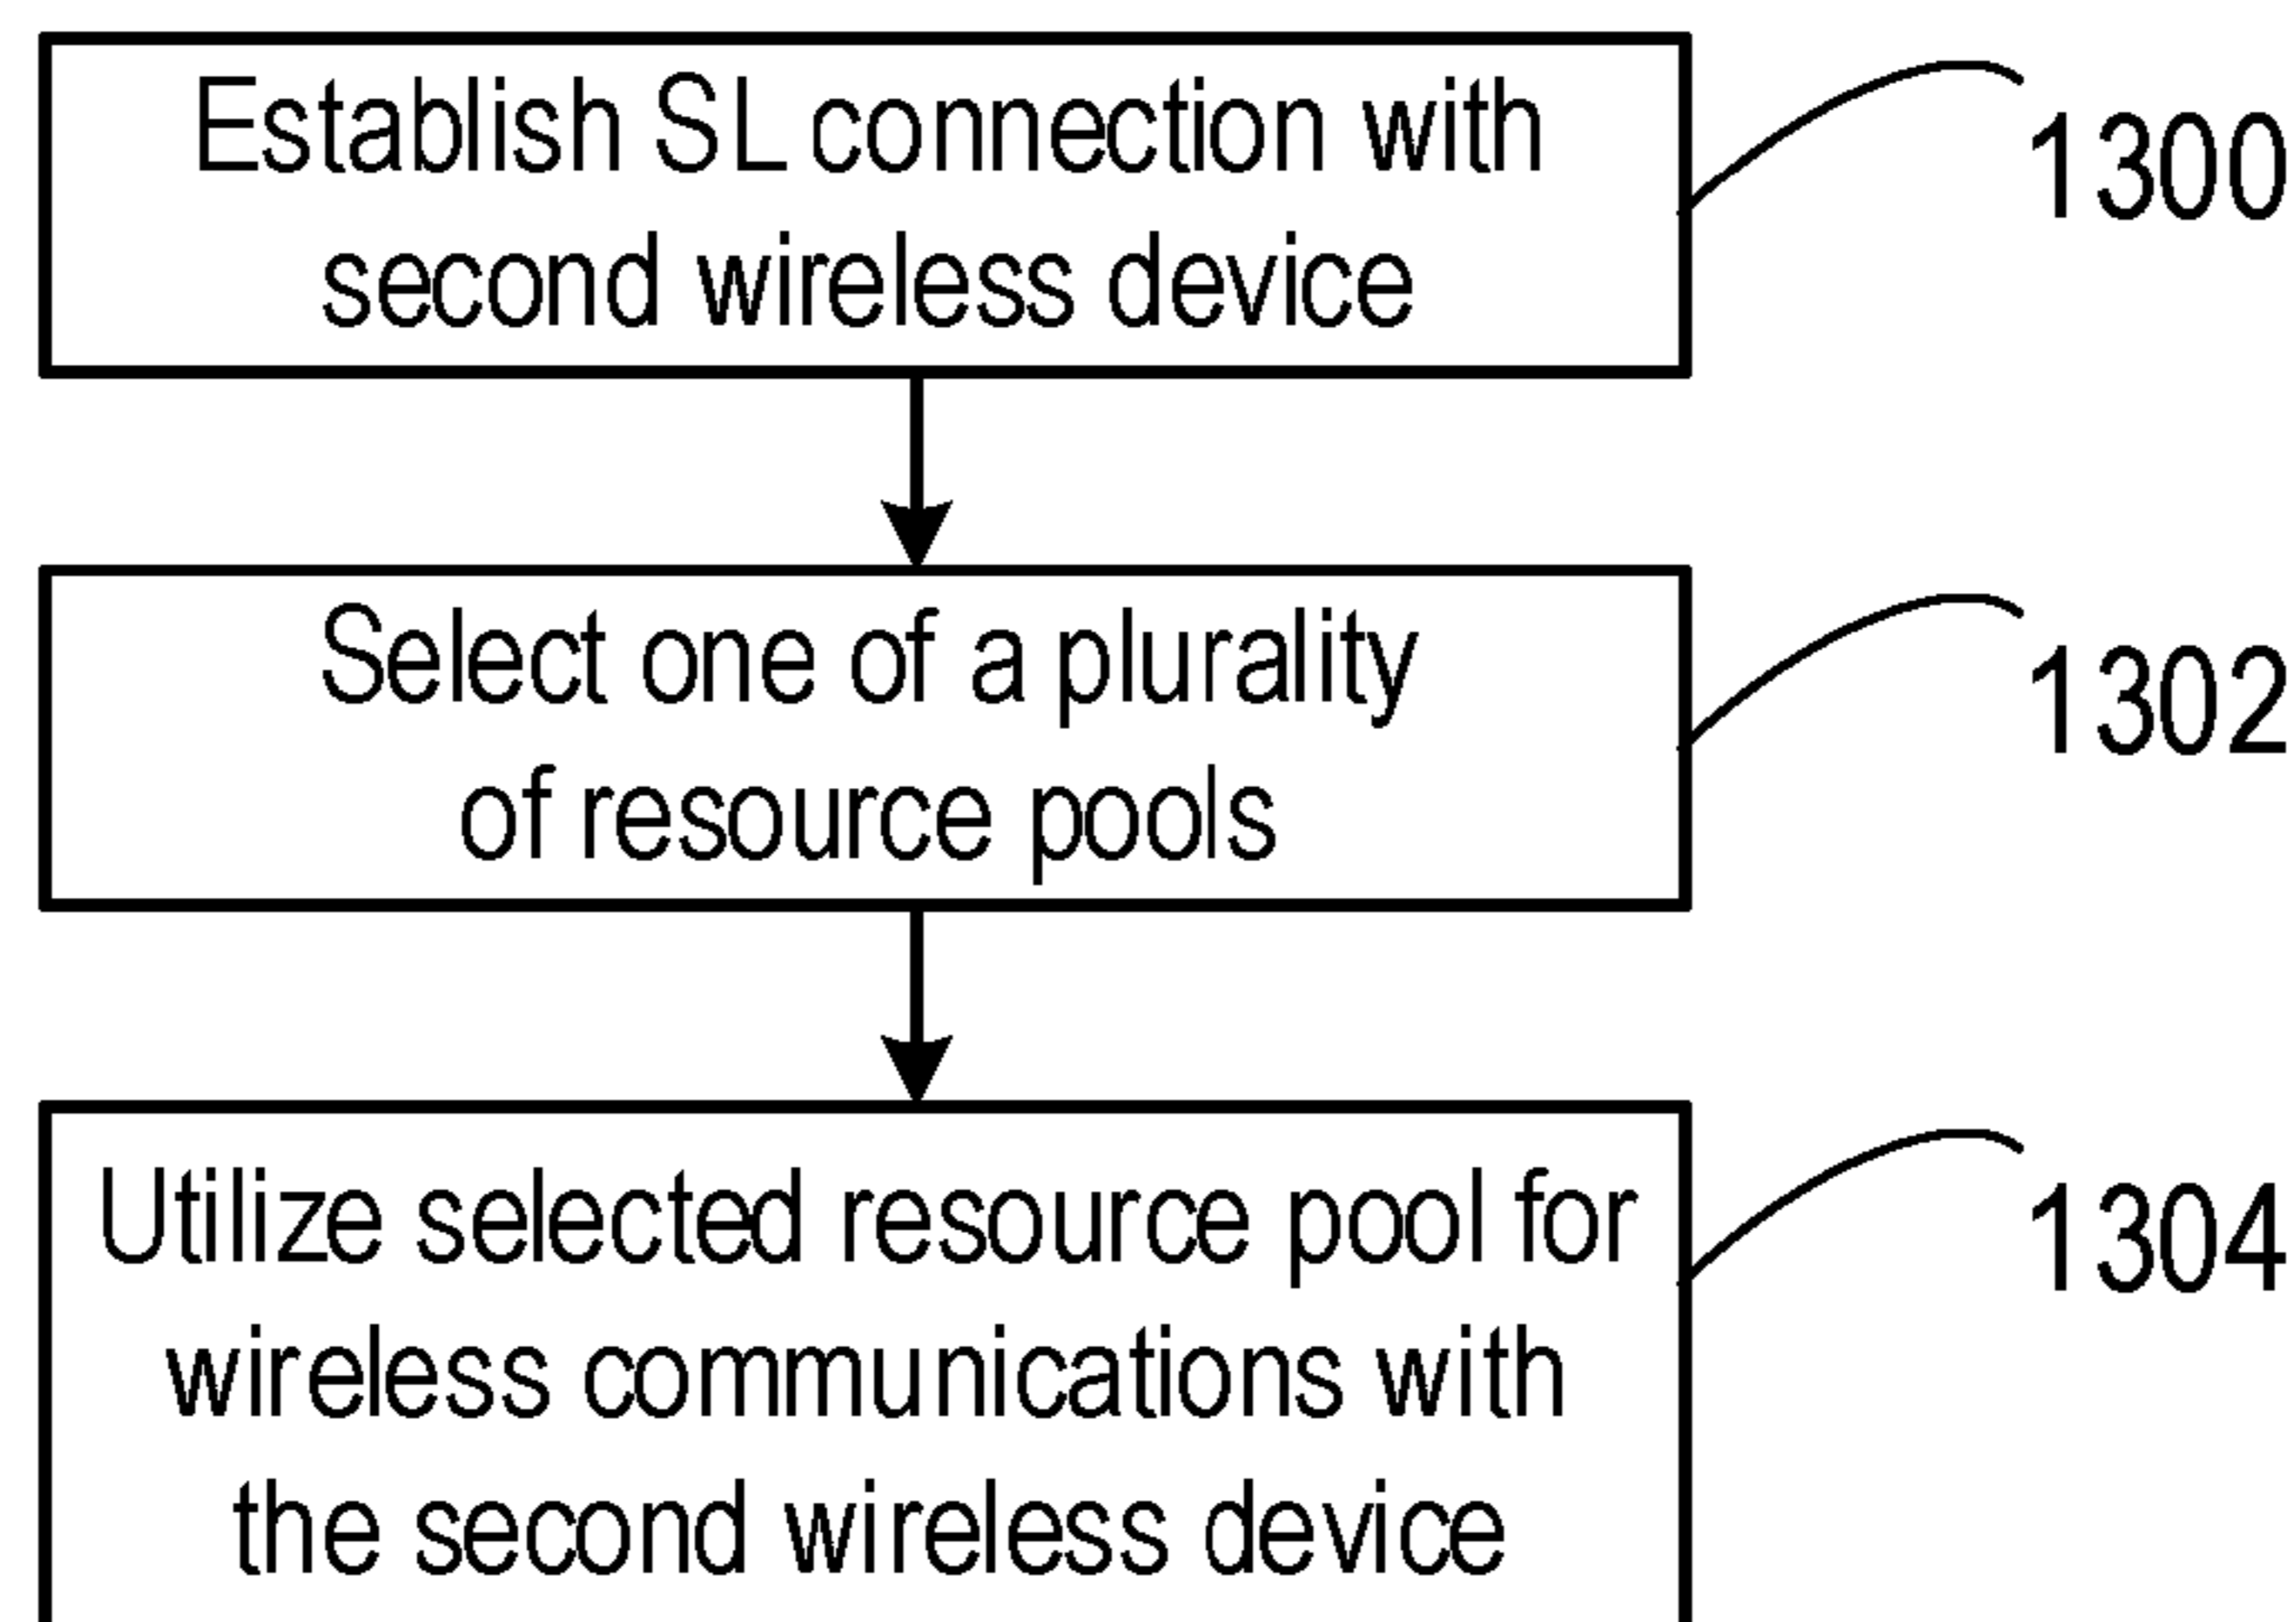 Establish SL connection with
second wireless device
1300
Select one of a plurality
of resource pools
1302
Utilize selected resource pool for
wireless communications with
the second wireless device
1304